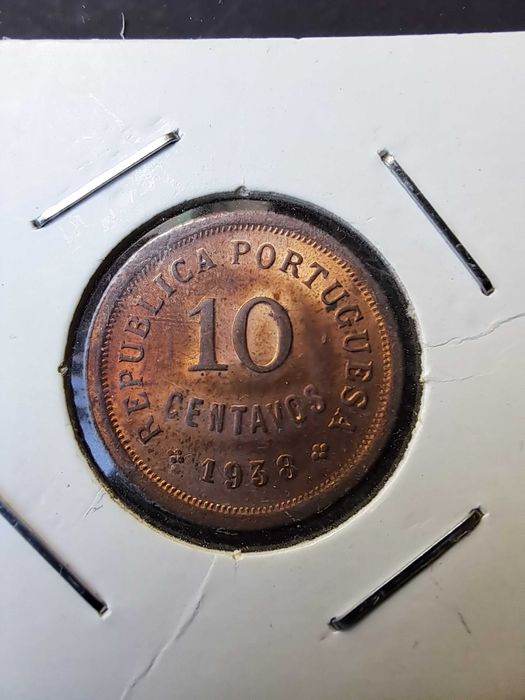 REPUBLICA PORTUGUESA
10
CENTAVOS
1938